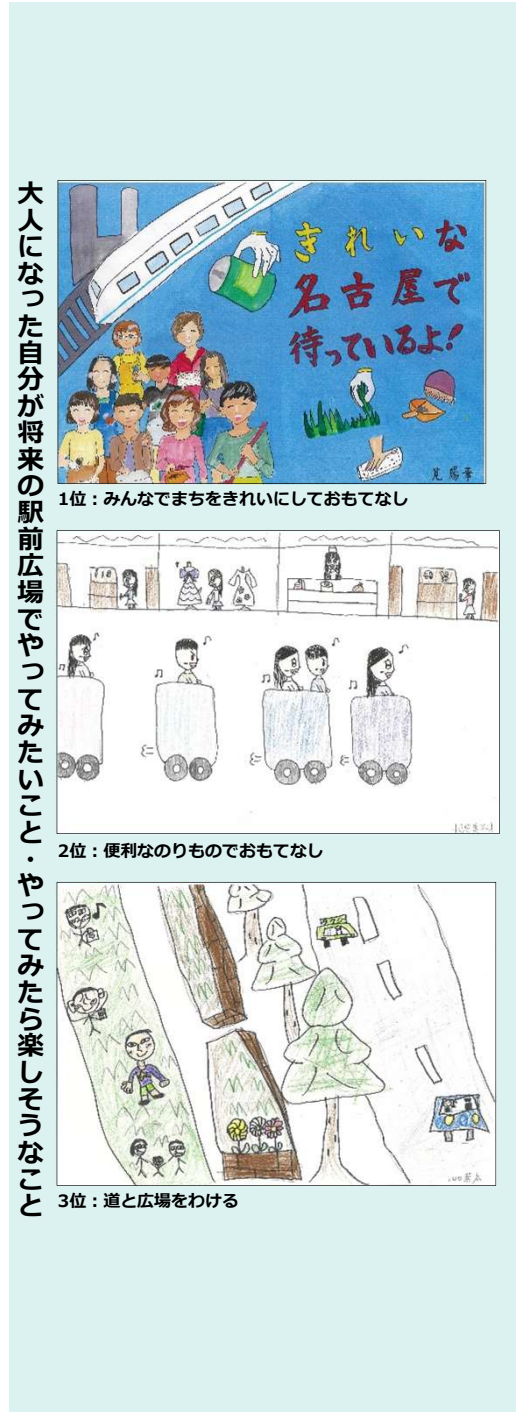 大人になった自分が将来の駅前広場でやってみたいこと・やってみたら楽しそうなこと
きれいな
名古屋で
待っているよ!
1位：みんなでまちをきれいにしておもてなし
2位：便利なのりものでおもてなし
3位：道と広場をわける